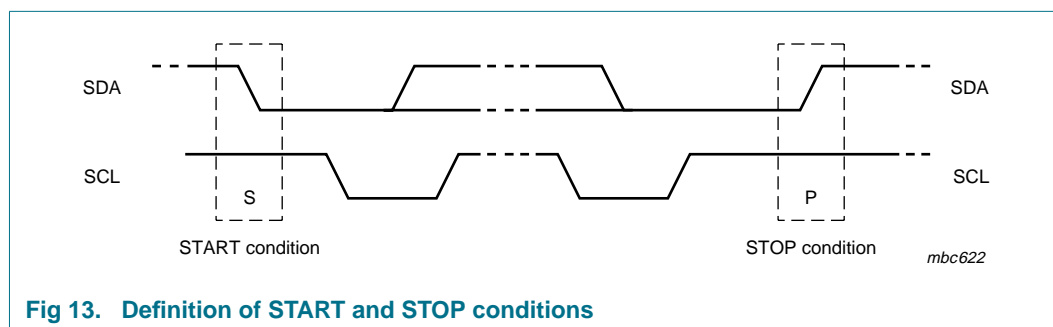 SDA SDA
SCL SCL
S P
START condition STOP condition
mbc622
Fig 13. Definition of START and STOP conditions